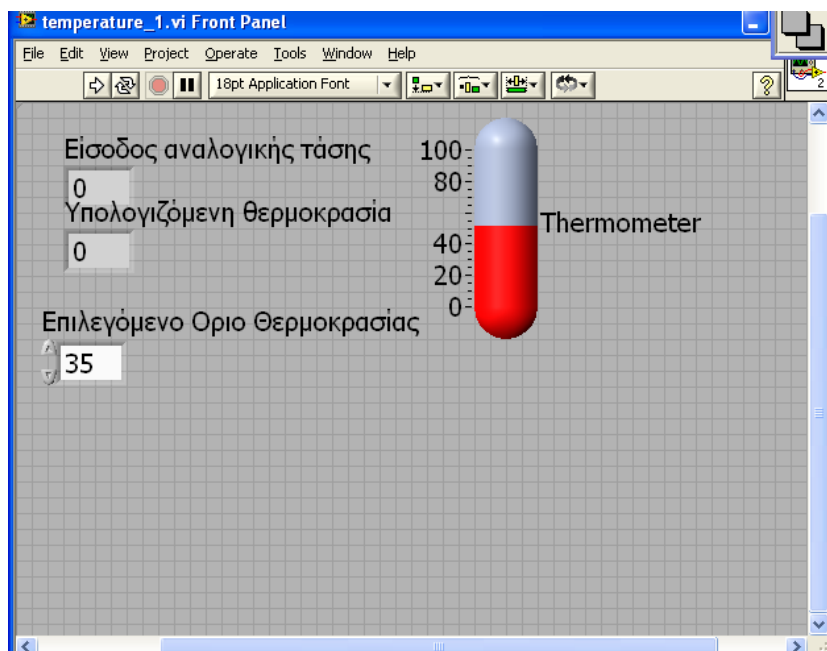 temperature_1.vi Front Panel
File Edit View Project Operate Tools Window Help
18pt Application Font
2
Είσοδος αναλογικής τάσης
0
Υπολογιζόμενη θερμοκρασία
0
Επιλεγόμενο Οριο Θερμοκρασίας
35
100
80
40
20
0
Thermometer